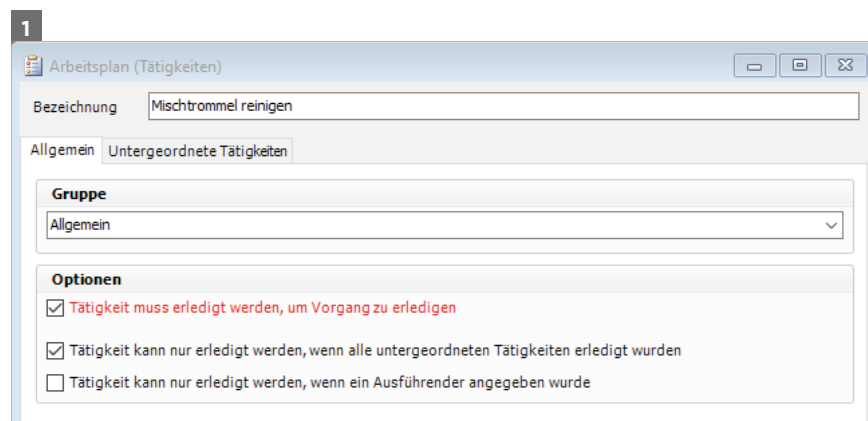 1
Arbeitsplan (Tätigkeiten)
Bezeichnung Mischtrommel reinigen
Allgemein Untergeordnete Tätigkeiten
Gruppe
Allgemein
Optionen
Tätigkeit muss erledigt werden, um Vorgang zu erledigen
Tätigkeit kann nur erledigt werden, wenn alle untergeordneten Tätigkeiten erledigt wurden
Tätigkeit kann nur erledigt werden, wenn ein Ausführender angegeben wurde